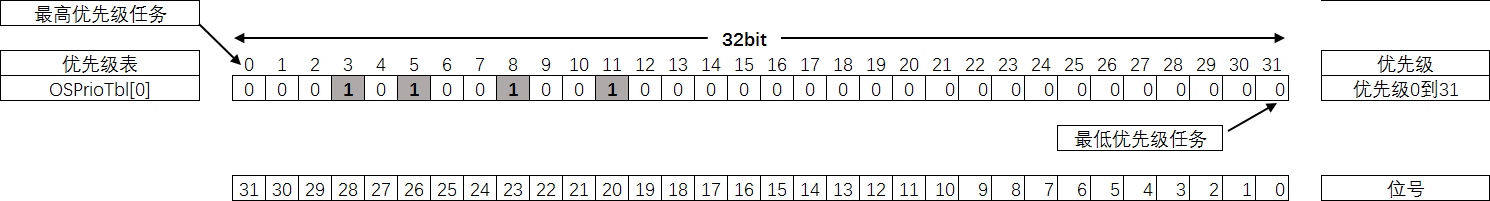 最高优先级任务
32bit
优先级表 0 1 2 3 4 5 6 7 8 9 10 11 12 13 14 15 16 17 18 19 20 21 22 23 24 25 26 27 28 29 30 31 优先级
OSPrioTbl[0] 0 0 0 1 0 1 0 0 1 0 0 1 0 0 0 0 0 0 0 0 0 0 0 0 0 0 0 0 0 0 0 0 优先级0到31
最低优先级任务
31 30 29 28 27 26 25 24 23 22 21 20 19 18 17 16 15 14 13 12 11 10 9 8 7 6 5 4 3 2 1 0 位号